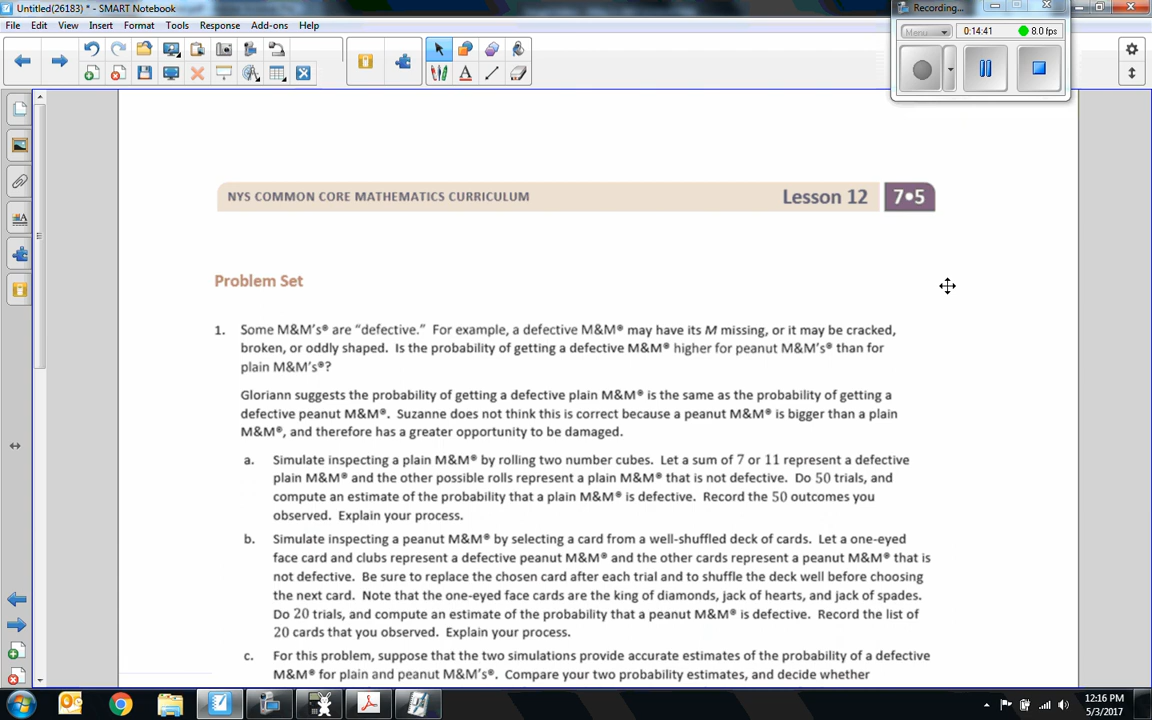 Untitled(26183) * - SMART Notebook
Recording...
File Edit View Insert Format Tools Response Add-ons Help
Menu
0:14:41
8.0 fps
NYS COMMON CORE MATHEMATICS CURRICULUM
Lesson 12
7•5
Problem Set
1. Some M&M's® are “defective.” For example, a defective M&M® may have its M missing, or it may be cracked,
broken, or oddly shaped. Is the probability of getting a defective M&M® higher for peanut M&M's® than for
plain M&M's®?
Gloriann suggests the probability of getting a defective plain M&M® is the same as the probability of getting a
defective peanut M&M®. Suzanne does not think this is correct because a peanut M&M® is bigger than a plain
M&M®, and therefore has a greater opportunity to be damaged.
a. Simulate inspecting a plain M&M® by rolling two number cubes. Let a sum of 7 or 11 represent a defective
plain M&M® and the other possible rolls represent a plain M&M® that is not defective. Do 50 trials, and
compute an estimate of the probability that a plain M&M® is defective. Record the 50 outcomes you
observed. Explain your process.
b. Simulate inspecting a peanut M&M® by selecting a card from a well-shuffled deck of cards. Let a one-eyed
face card and clubs represent a defective peanut M&M® and the other cards represent a peanut M&M® that is
not defective. Be sure to replace the chosen card after each trial and to shuffle the deck well before choosing
the next card. Note that the one-eyed face cards are the king of diamonds, jack of hearts, and jack of spades.
Do 20 trials, and compute an estimate of the probability that a peanut M&M® is defective. Record the list of
20 cards that you observed. Explain your process.
c. For this problem, suppose that the two simulations provide accurate estimates of the probability of a defective
M&M® for plain and peanut M&M's®. Compare your two probability estimates, and decide whether
12:16 PM
5/3/2017